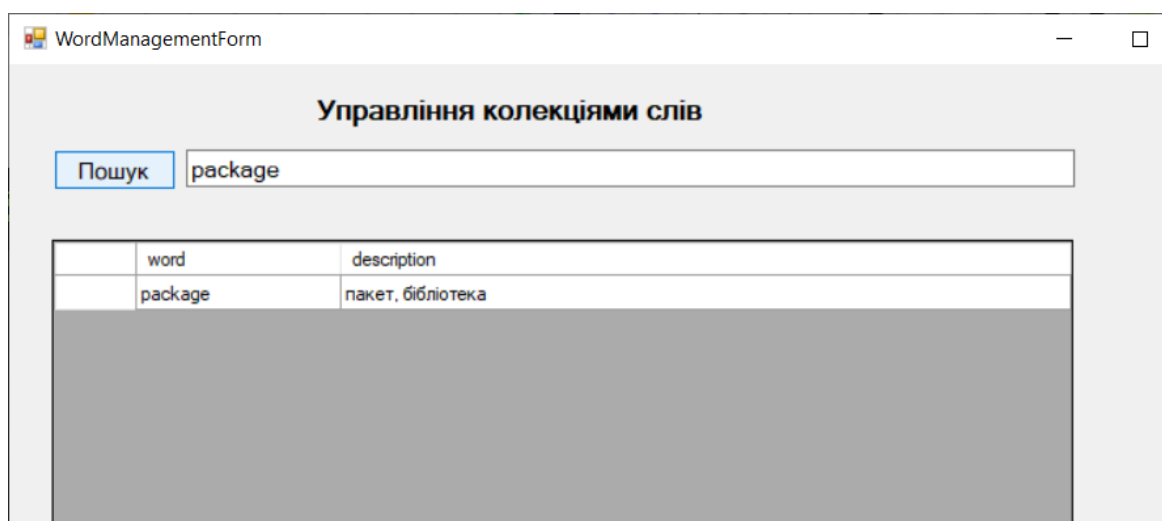 WordManagementForm
Управління колекціями слів
Пошук package
word description
package пакет, бібліотека